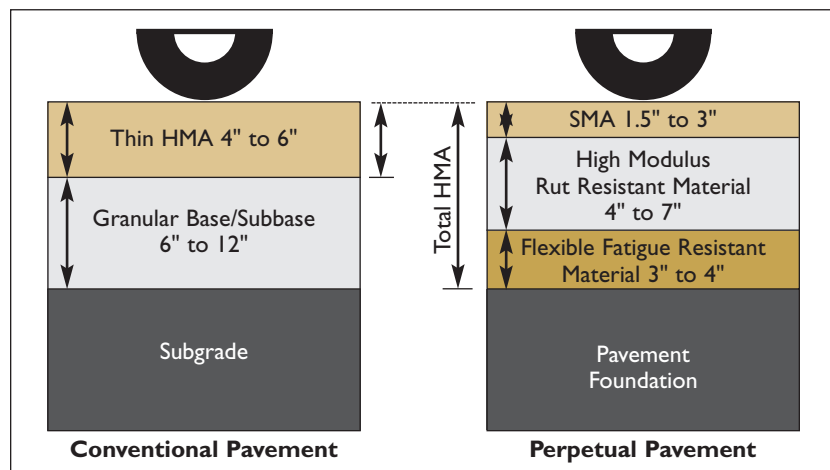 Thin HMA 4" to 6"
Granular Base/Subbase
6" to 12"
Subgrade
Conventional Pavement
Total HMA
SMA 1.5" to 3"
High Modulus
Rut Resistant Material
4" to 7"
Flexible Fatigue Resistant
Material 3" to 4"
Pavement
Foundation
Perpetual Pavement